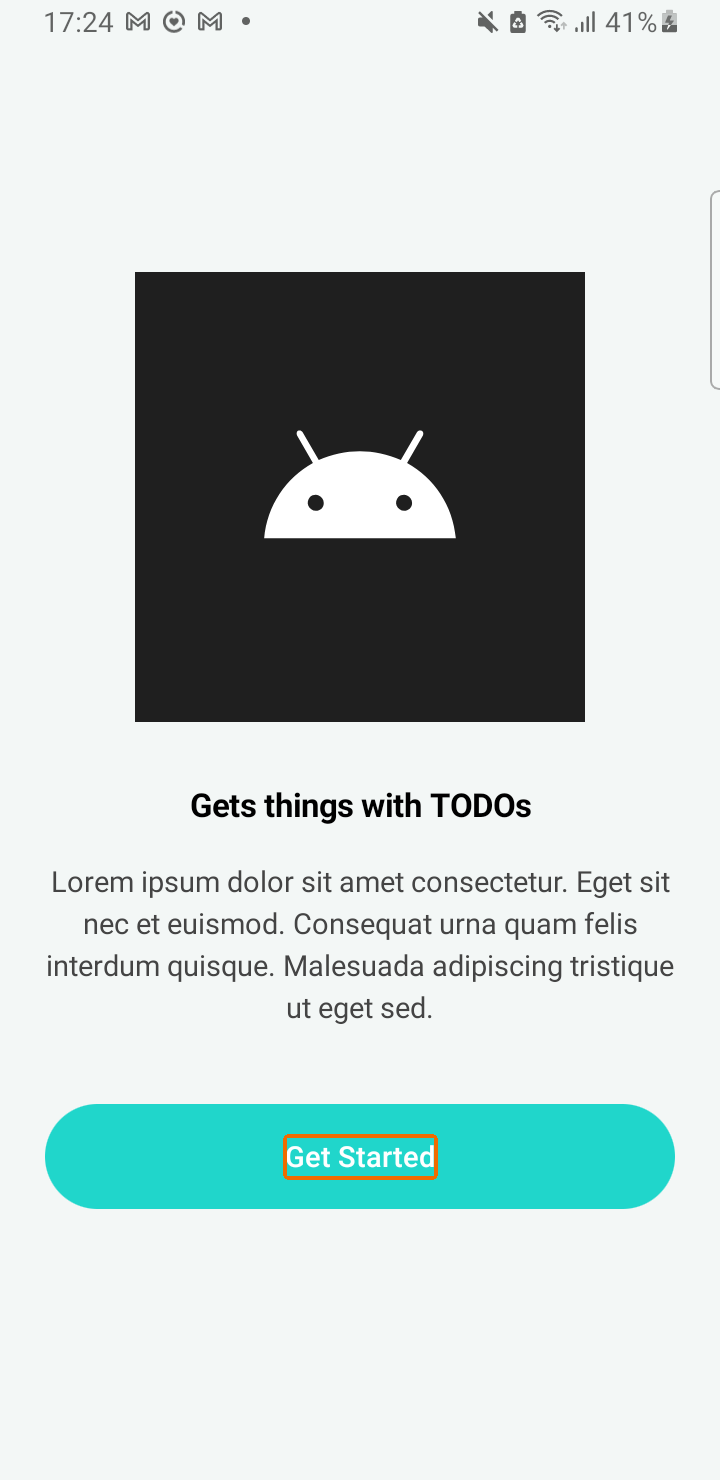 17:24 41%
Gets things with TODOs
Lorem ipsum dolor sit amet consectetur. Eget sit
nec et euismod. Consequat urna quam felis
interdum quisque. Malesuada adipiscing tristique
ut eget sed.
Get Started